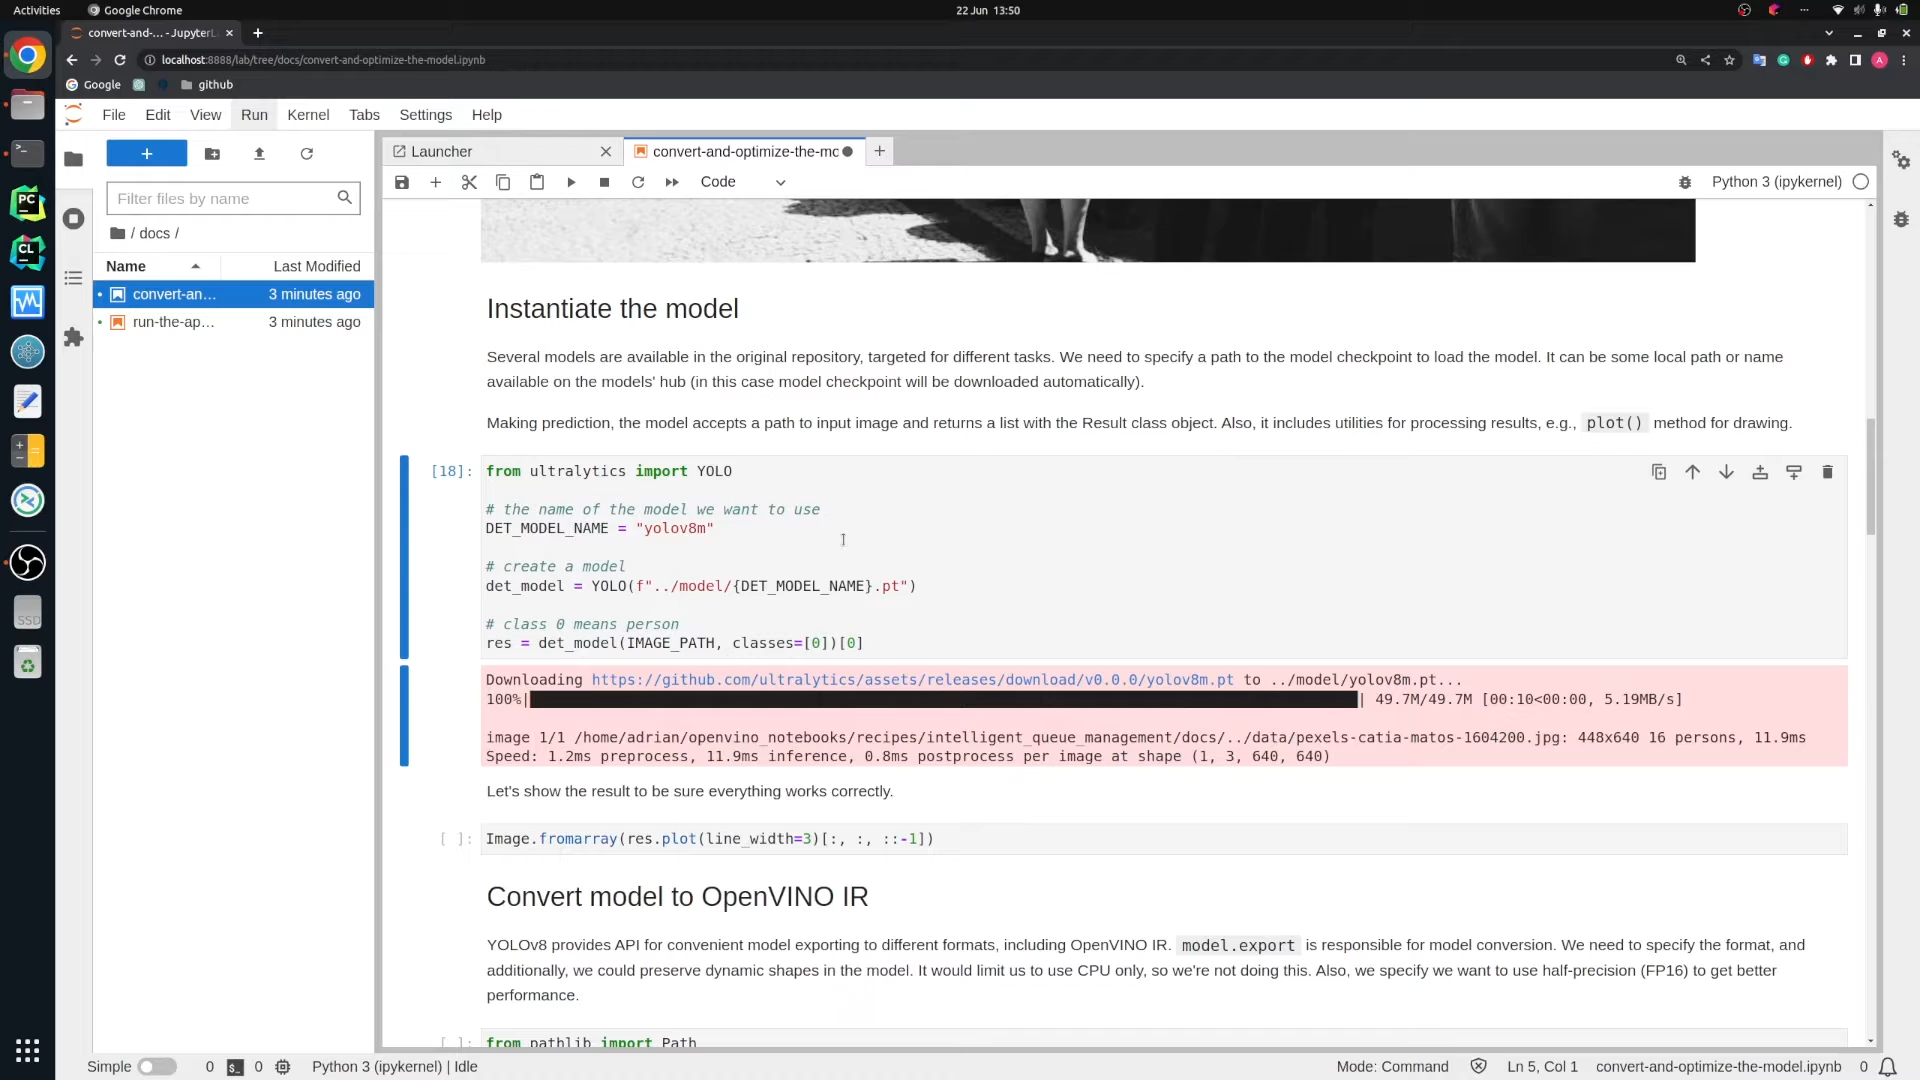 Activities
Google Chrome
22 Jun 13:50
convert-and-... - JupyterL
localhost:8888/lab/tree/docs/convert-and-optimize-the-model.ipynb
Google
github
A
File Edit View Run Kernel Tabs Settings Help
Launcher
convert-and-optimize-the-mc
Filter files by name
Code
Python 3 (ipykernel)
/ docs /
Name
Last Modified
convert-an... 3 minutes ago
run-the-ap... 3 minutes ago
PC
CL
SSD
Instantiate the model
Several models are available in the original repository, targeted for different tasks. We need to specify a path to the model checkpoint to load the model. It can be some local path or name
available on the models' hub (in this case model checkpoint will be downloaded automatically).
Making prediction, the model accepts a path to input image and returns a list with the Result class object. Also, it includes utilities for processing results, e.g., plot() method for drawing.
[18]:
from ultralytics import YOLO
# the name of the model we want to use
DET_MODEL_NAME = "yolov8m"
# create a model
det_model = YOLO(f"../model/{DET_MODEL_NAME}.pt")
# class 0 means person
res = det_model(IMAGE_PATH, classes=[0])[0]
Downloading https://github.com/ultralytics/assets/releases/download/v0.0.0/yolov8m.pt to ../model/yolov8m.pt...
100%| | 49.7M/49.7M [00:10<00:00, 5.19MB/s]
image 1/1 /home/adrian/openvino_notebooks/recipes/intelligent_queue_management/docs/../data/pexels-catia-matos-1604200.jpg: 448x640 16 persons, 11.9ms
Speed: 1.2ms preprocess, 11.9ms inference, 0.8ms postprocess per image at shape (1, 3, 640, 640)
Let's show the result to be sure everything works correctly.
[ ]:
Image.fromarray(res.plot(line_width=3)[:, :, ::-1])
Convert model to OpenVINO IR
YOLOv8 provides API for convenient model exporting to different formats, including OpenVINO IR. model.export is responsible for model conversion. We need to specify the format, and
additionally, we could preserve dynamic shapes in the model. It would limit us to use CPU only, so we're not doing this. Also, we specify we want to use half-precision (FP16) to get better
performance.
[ ]:
from pathlib import Path
Simple
0
0
Python 3 (ipykernel) | Idle
Mode: Command
Ln 5, Col 1
convert-and-optimize-the-model.ipynb
0